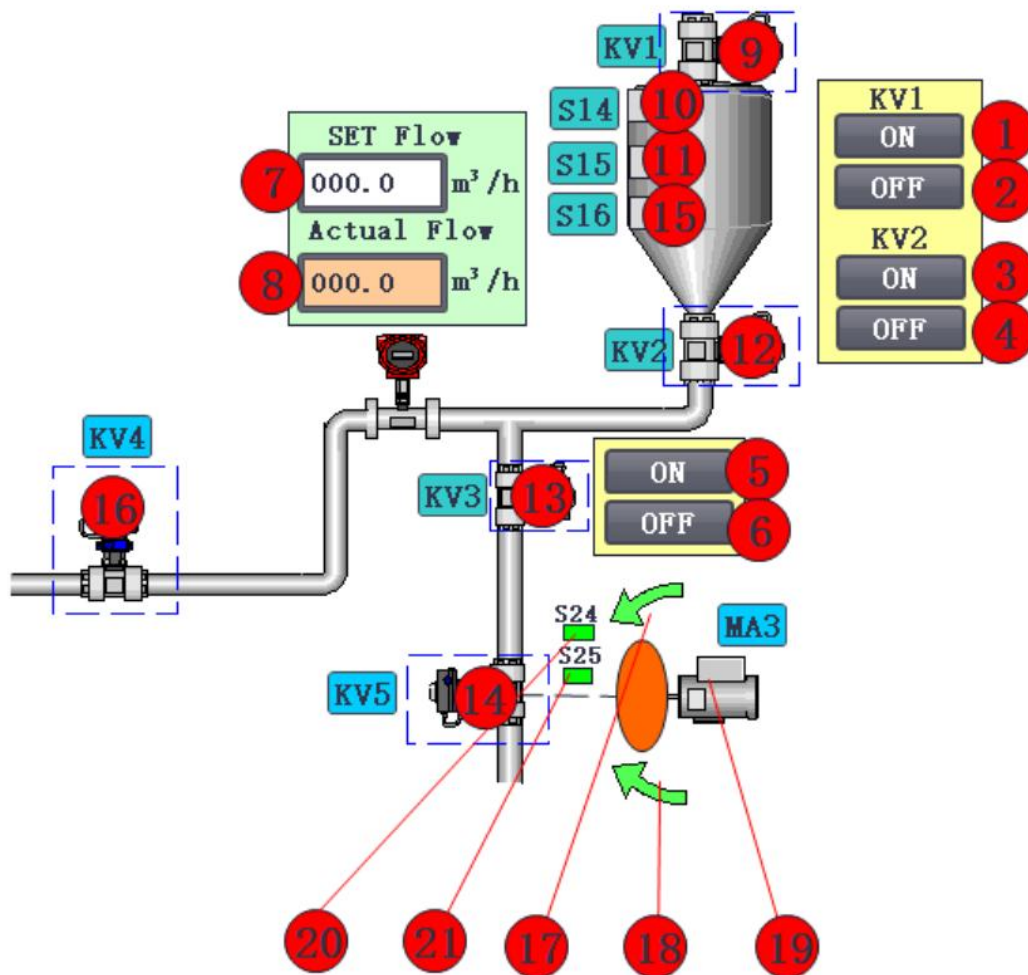 KV1
9
S14
10
KV1
SET Flow
ON
1
7
000.0
m³/h
S15
11
OFF
2
S16
15
Actual Flow
KV2
8
000.0
m³/h
ON
3
KV2
12
OFF
4
KV4
16
KV3
13
ON
5
OFF
6
S24
MA3
S25
KV5
14
20
21
17
18
19